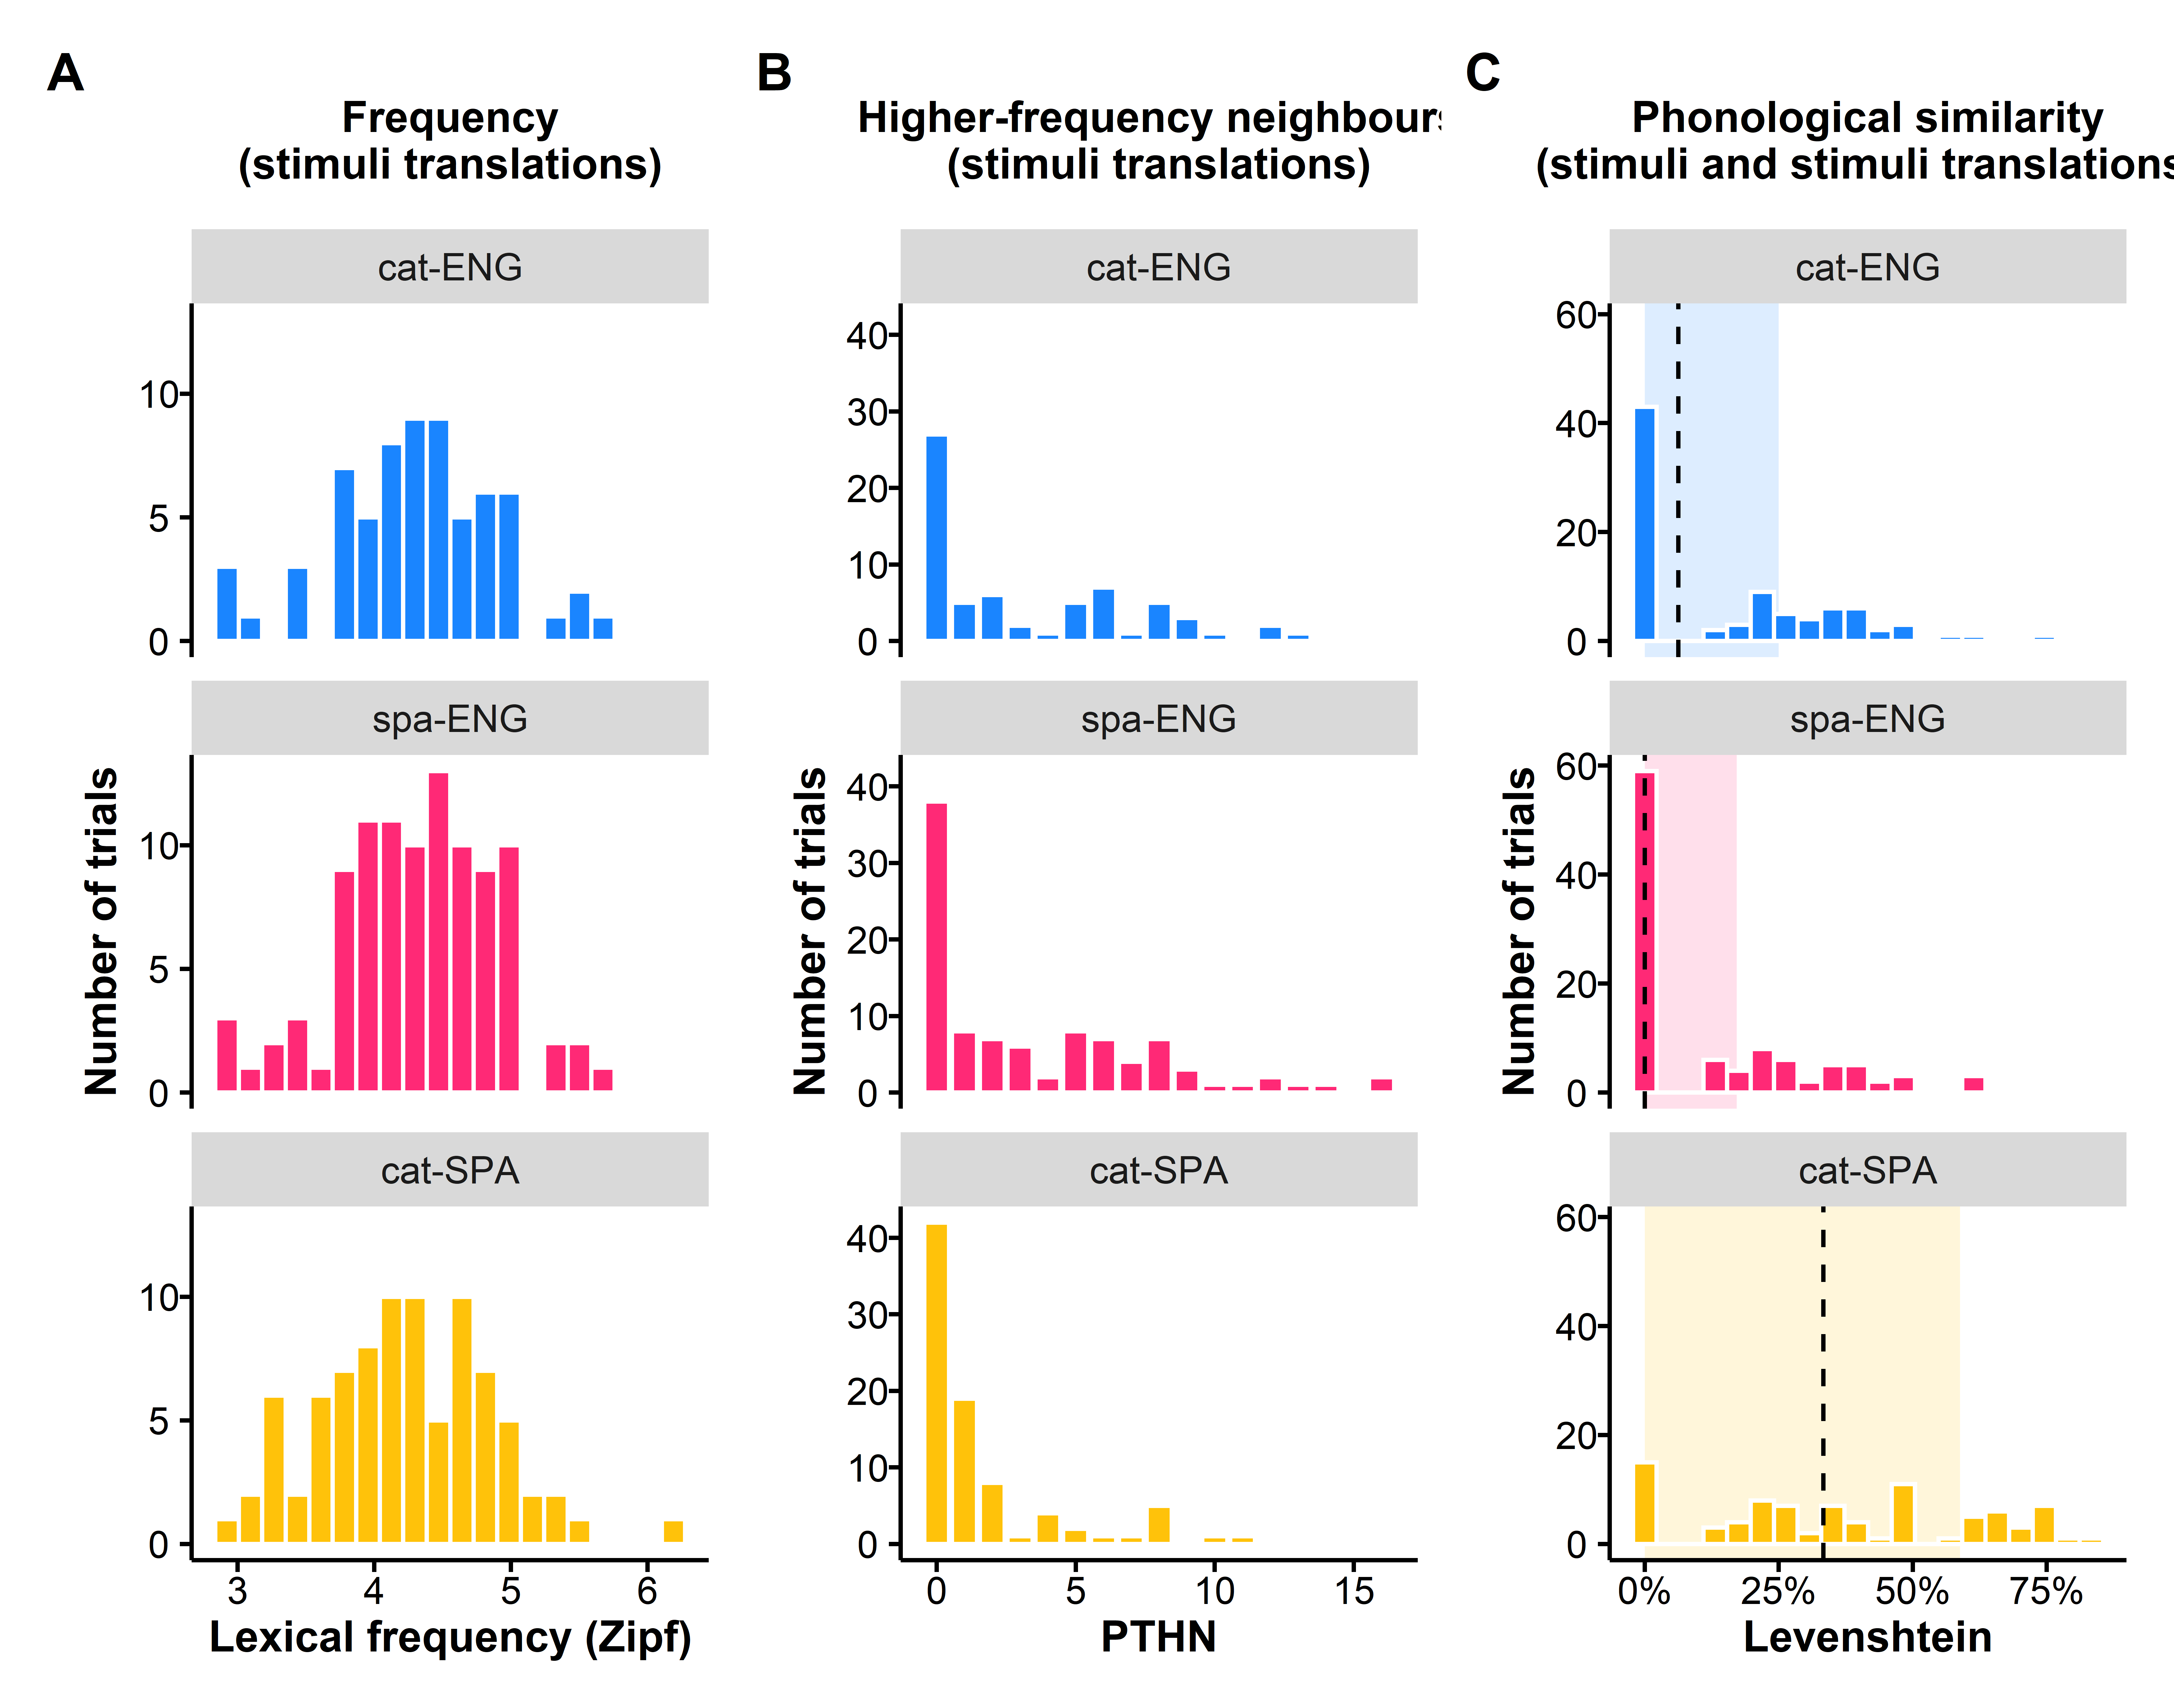 A
Frequency
(stimuli translations)
cat-ENG
10
5
0
spa-ENG
10
5
0
cat-SPA
10
5
0
3 4 5 6
Lexical frequency (Zipf)
Number of trials
B
Higher-frequency neighbours
(stimuli translations)
cat-ENG
40
30
20
10
0
spa-ENG
40
30
20
10
0
cat-SPA
40
30
20
10
0
0 5 10 15
PTHN
Number of trials
C
Phonological similarity
(stimuli and stimuli translations
cat-ENG
60
40
20
0
spa-ENG
60
40
20
0
cat-SPA
60
40
20
0
0% 25% 50% 75%
Levenshtein
Number of trials